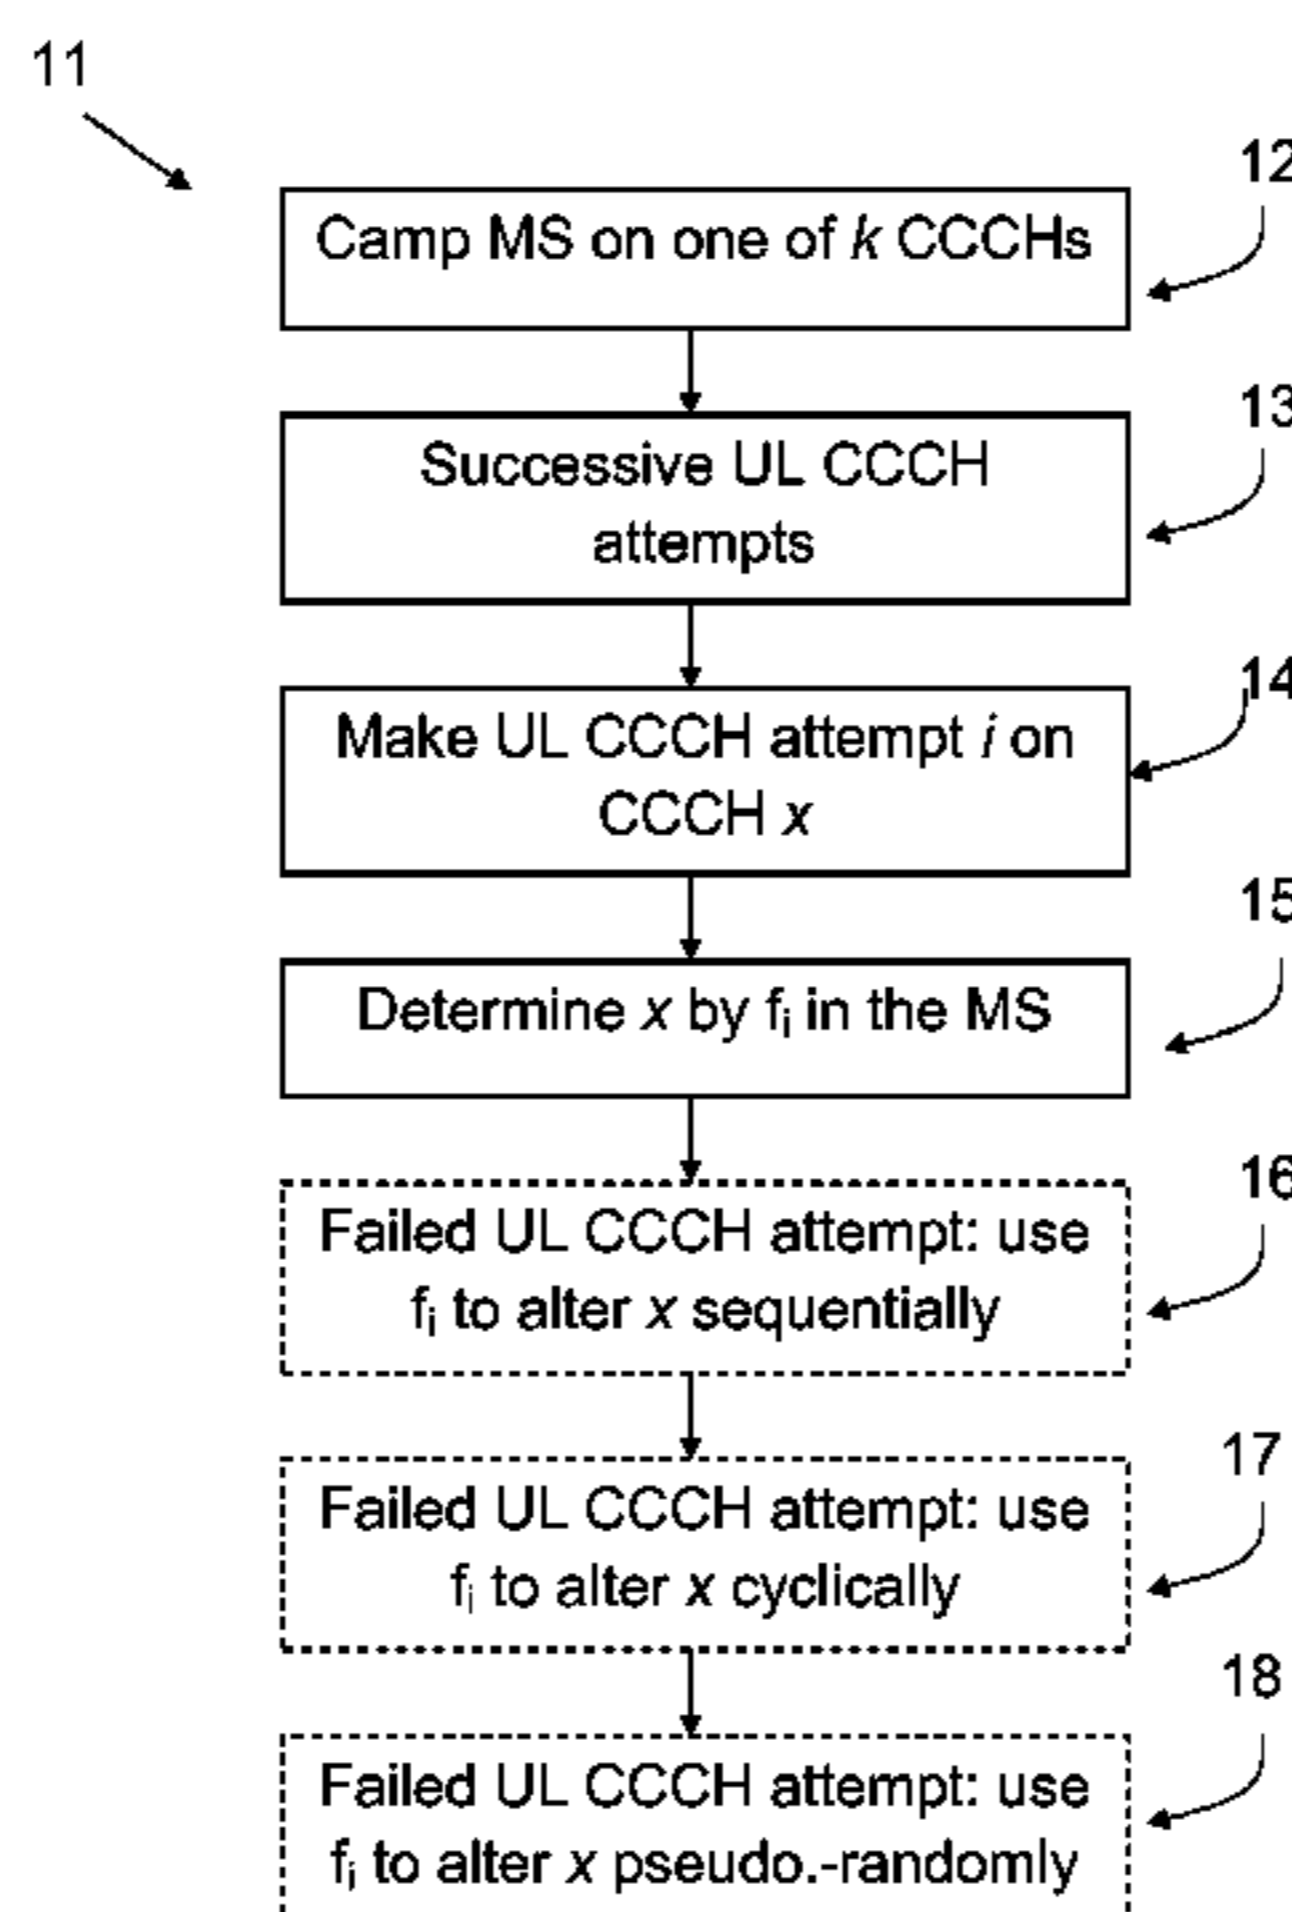 11
12
Camp MS on one of k CCCHs
13
Successive UL CCCH
attempts
14
Make UL CCCH attempt i on
CCCH x
15
Determine x by fi in the MS
16
Failed UL CCCH attempt: use
fi to alter x sequentially
17
Failed UL CCCH attempt: use
fi to alter x cyclically
18
Failed UL CCCH attempt: use
fi to alter x pseudo.-randomly